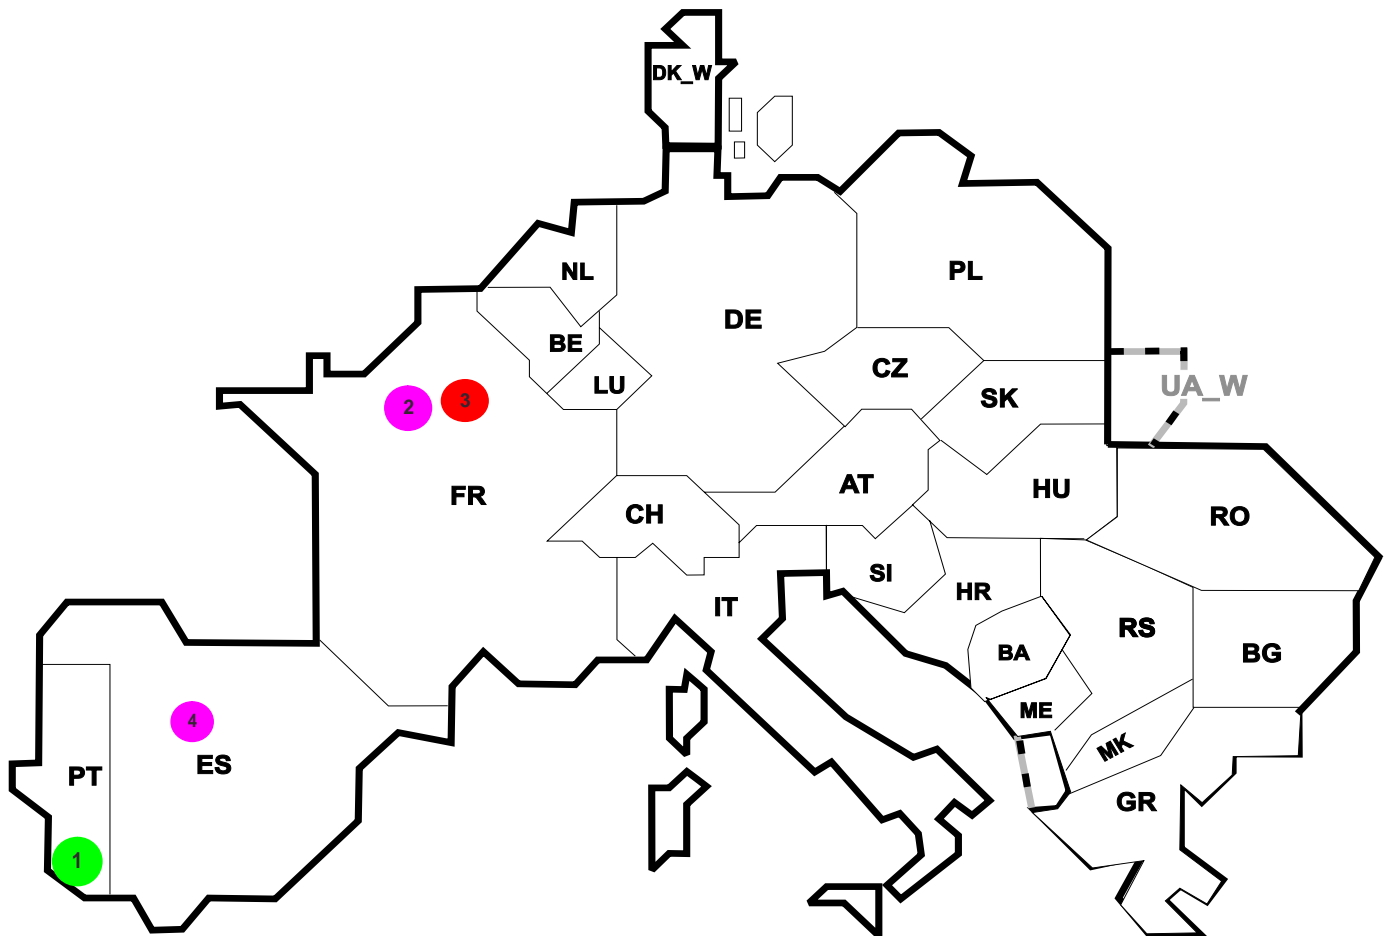 DK_W
NL
PL
DE
BE
CZ
LU
UA_W
SK
2
3
FR
AT
HU
CH
RO
SI
HR
IT
RS
BA
BG
ME
4
MK
ES
PT
GR
1